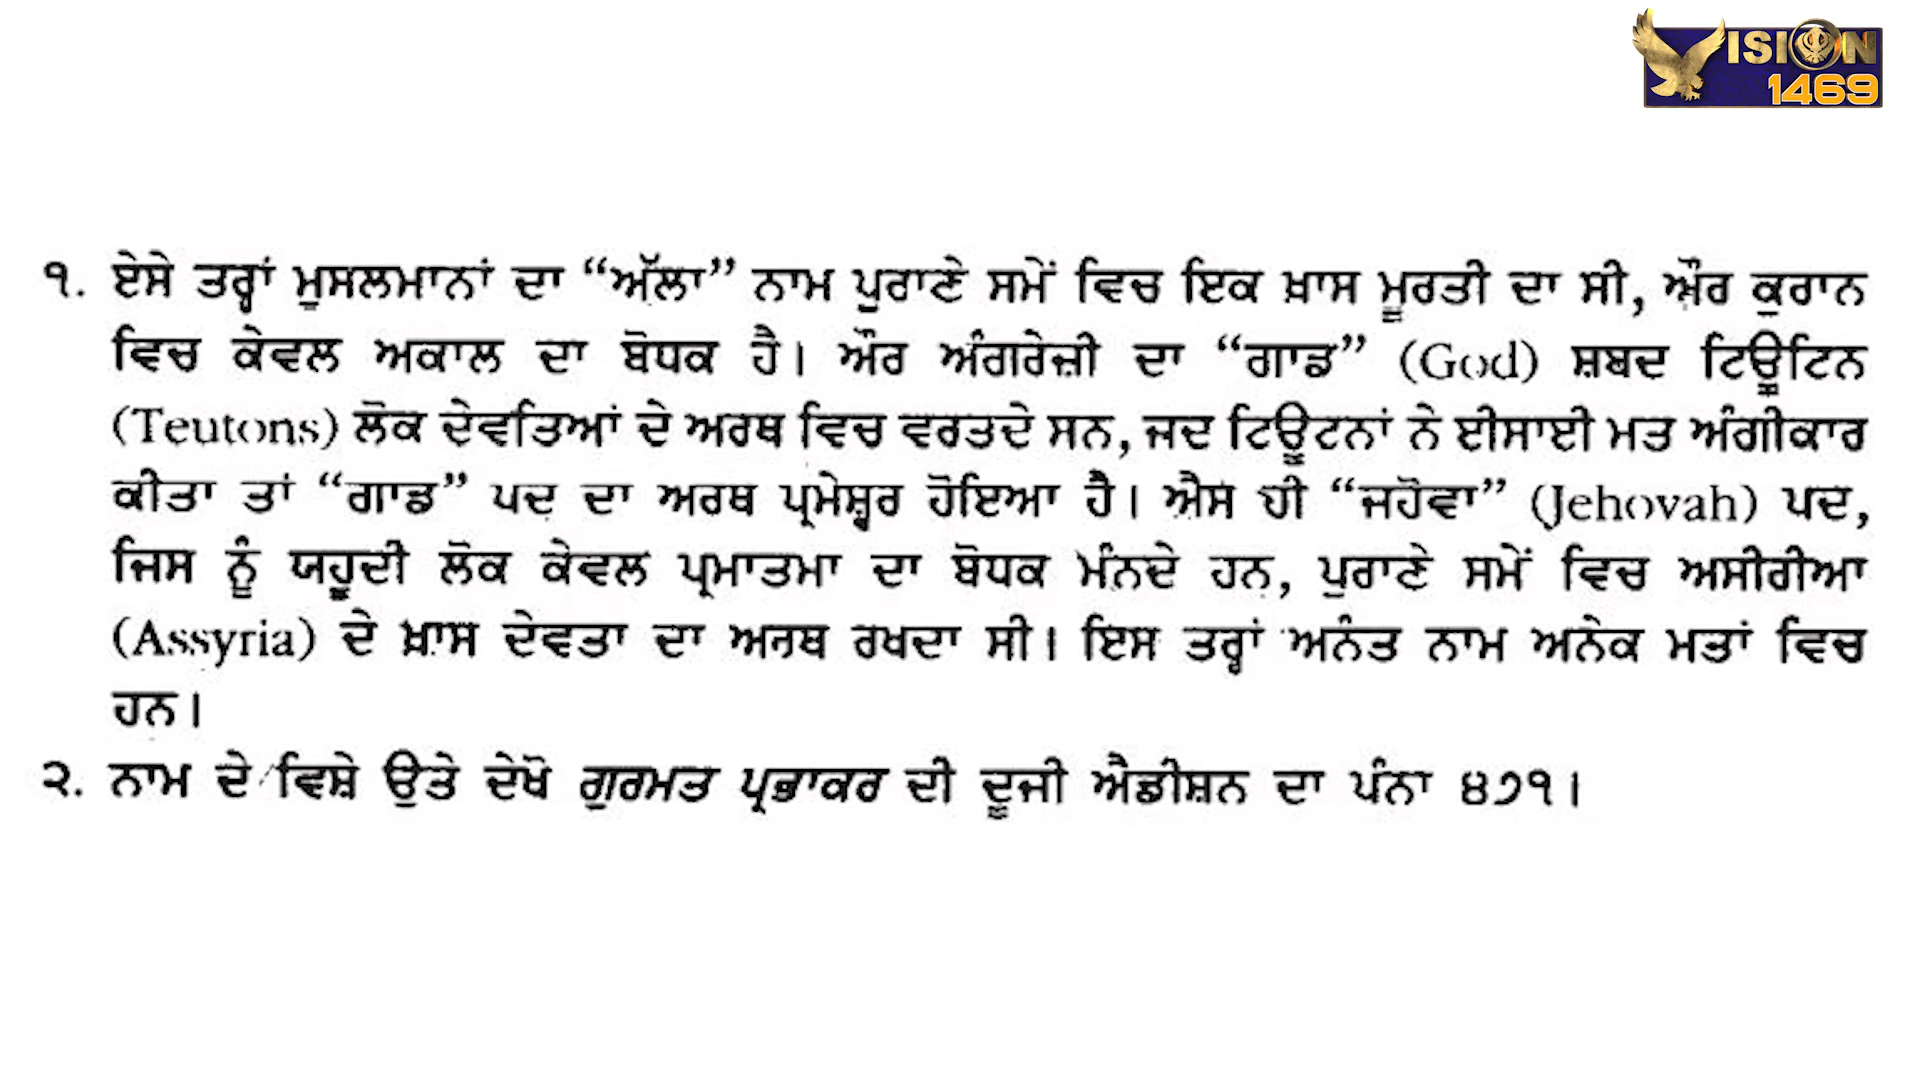 VISION
1469
੧. ਏਸੇ ਤਰ੍ਹਾਂ ਮੁਸਲਮਾਨਾਂ ਦਾ “ਅੱਲਾ” ਨਾਮ ਪੁਰਾਣੇ ਸਮੇਂ ਵਿਚ ਇਕ ਖ਼ਾਸ ਮੂਰਤੀ ਦਾ ਸੀ, ਔਰ ਕੁਰਾਨ
ਵਿਚ ਕੇਵਲ ਅਕਾਲ ਦਾ ਬੋਧਕ ਹੈ। ਔਰ ਅੰਗਰੇਜ਼ੀ ਦਾ “ਗਾਡ” (God) ਸ਼ਬਦ ਟਿਊਟਿਨ
(Teutons) ਲੋਕ ਦੇਵਤਿਆਂ ਦੇ ਅਰਥ ਵਿਚ ਵਰਤਦੇ ਸਨ, ਜਦ ਟਿਊਟਨਾਂ ਨੇ ਈਸਾਈ ਮਤ ਅੰਗੀਕਾਰ
ਕੀਤਾ ਤਾਂ “ਗਾਡ” ਪਦ ਦਾ ਅਰਥ ਪ੍ਰਮੇਸ਼੍ਵਰ ਹੋਇਆ ਹੈ। ਐਸ ਹੀ “ਜਹੋਵਾ” (Jehovah) ਪਦ,
ਜਿਸ ਨੂੰ ਯਹੂਦੀ ਲੋਕ ਕੇਵਲ ਪ੍ਰਮਾਤਮਾ ਦਾ ਬੋਧਕ ਮੰਨਦੇ ਹਨ, ਪੁਰਾਣੇ ਸਮੇਂ ਵਿਚ ਅਸੀਰੀਆ
(Assyria) ਦੇ ਖ਼ਾਸ ਦੇਵਤਾ ਦਾ ਅਰਥ ਰਖਦਾ ਸੀ। ਇਸ ਤਰ੍ਹਾਂ ਅਨੰਤ ਨਾਮ ਅਨੇਕ ਮਤਾਂ ਵਿਚ
ਹਨ।
੨. ਨਾਮ ਦੇ ਵਿਸ਼ੇ ਉਤੇ ਦੇਖੋ ਗੁਰਮਤ ਪ੍ਰਭਾਕਰ ਦੀ ਦੂਜੀ ਐਡੀਸ਼ਨ ਦਾ ਪੰਨਾ ੪੭੧।